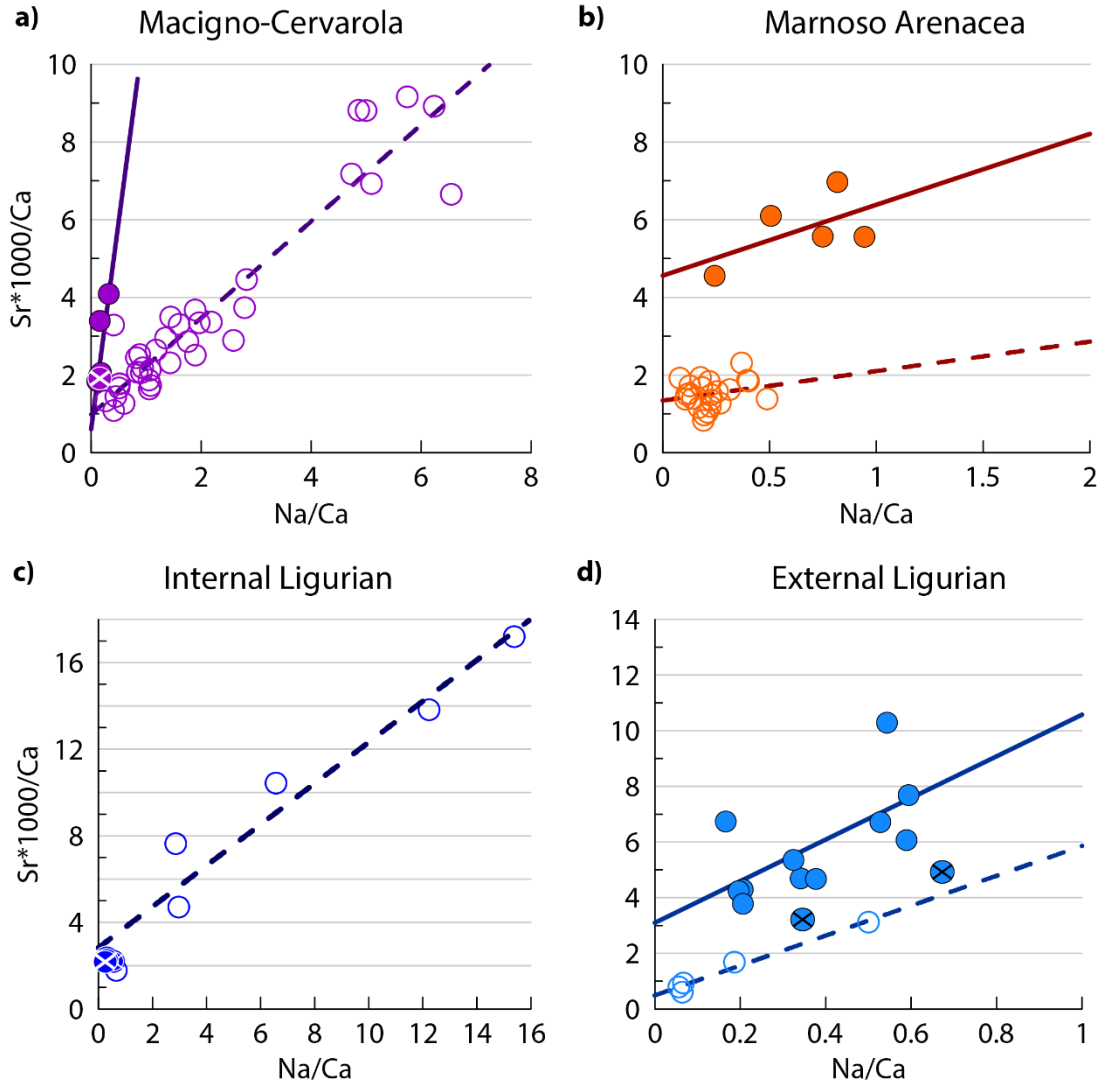 a) Macigno-Cervarola
10
8
6
4
2
0
0 2 4 6 8
Sr*1000/Ca
Na/Ca
b) Marnoso Arenacea
10
8
6
4
2
0
0 0.5 1 1.5 2
Na/Ca
c) Internal Ligurian
16
12
8
4
0
0 2 4 6 8 10 12 14 16
Sr*1000/Ca
Na/Ca
d) External Ligurian
14
12
10
8
6
4
2
0
0 0.2 0.4 0.6 0.8 1
Na/Ca